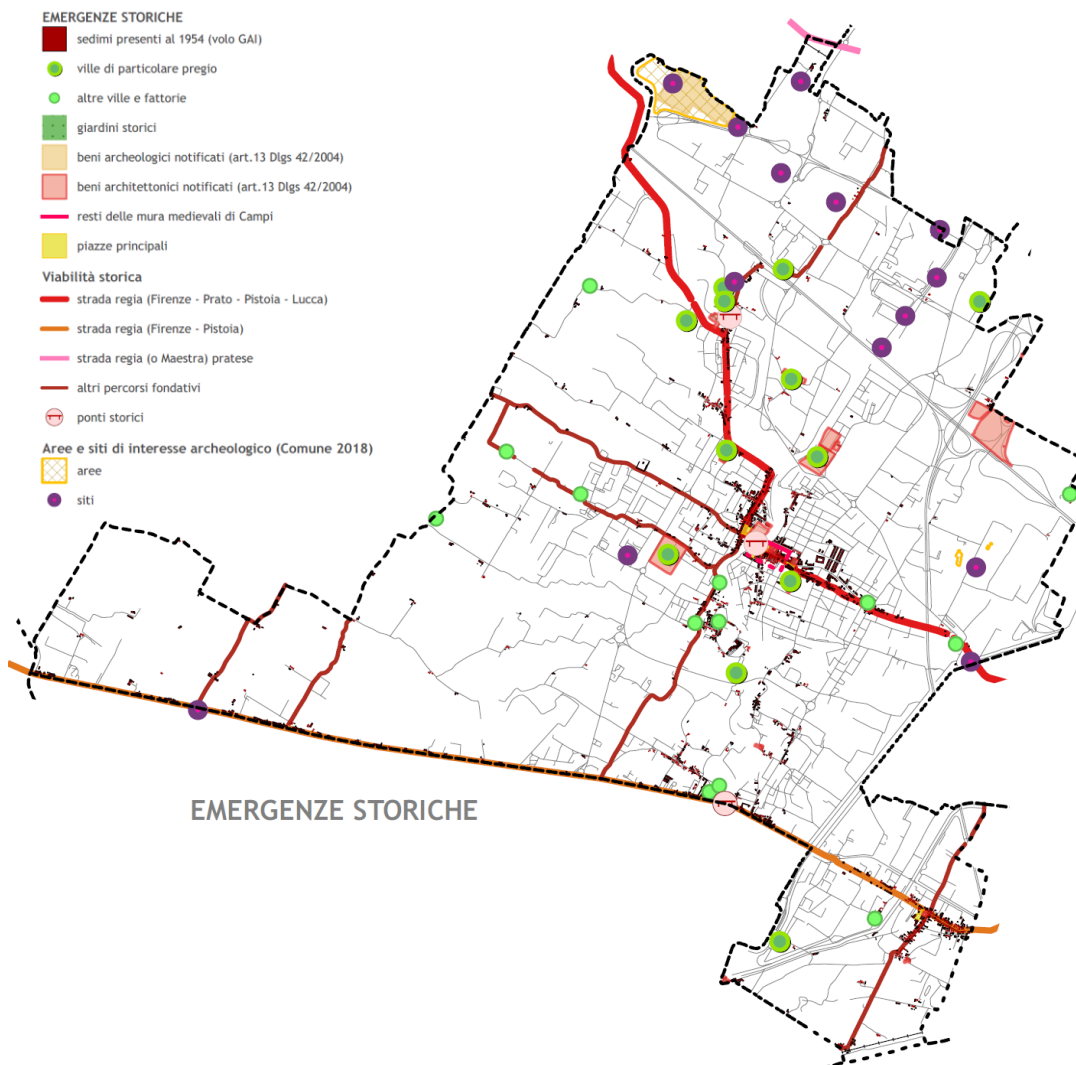 EMERGENZE STORICHE
sedimi presenti al 1954 (volo GAI)
ville di particolare pregio
altre ville e fattorie
giardini storici
beni archeologici notificati (art.13 Dlgs 42/2004)
beni architettonici notificati (art.13 Dlgs 42/2004)
resti delle mura medievali di Campi
piazze principali
Viabilità storica
strada regia (Firenze - Prato - Pistoia - Lucca)
strada regia (Firenze - Pistoia)
strada regia (o Maestra) pratese
altri percorsi fondativi
ponti storici
Aree e siti di interesse archeologico (Comune 2018)
aree
siti
EMERGENZE STORICHE